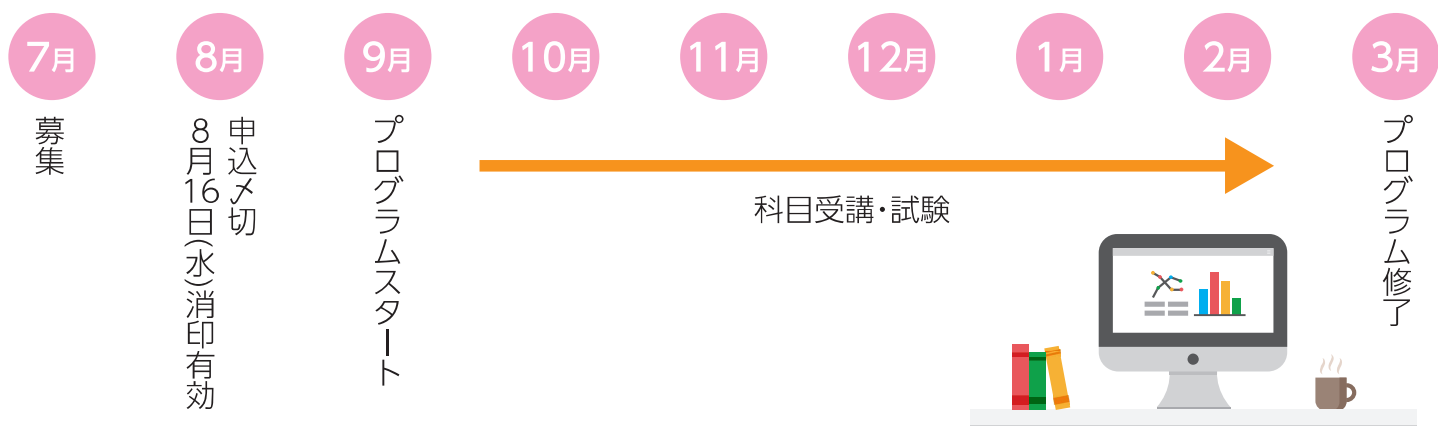 7月
募集
8月
申込〆切
8月16日(水)消印有効
9月
プログラムスタート
10月
11月
12月
1月
2月
科目受講・試験
3月
プログラム修了